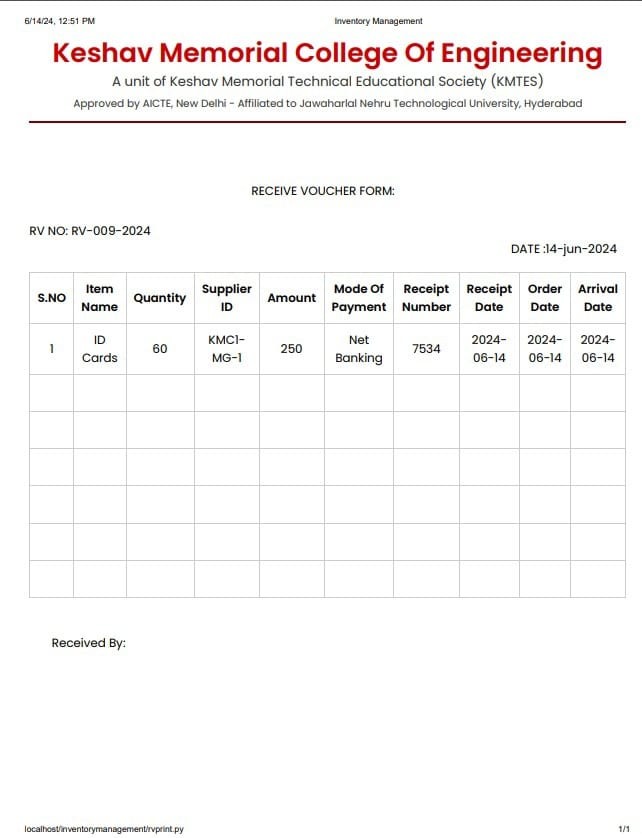 6/14/24, 12:51 PM Inventory Management
Keshav Memorial College Of Engineering
A unit of Keshav Memorial Technical Educational Society (KMTES)
Approved by AICTE, New Delhi - Affiliated to Jawaharlal Nehru Technological University, Hyderabad
RECEIVE VOUCHER FORM:
RV NO: RV-009-2024
DATE :14-jun-2024
S.NO Item Name Quantity Supplier ID Amount Mode Of Payment Receipt Number Receipt Date Order Date Arrival Date
1 ID Cards 60 KMC1-MG-1 250 Net Banking 7534 2024-06-14 2024-06-14 2024-06-14
Received By:
localhost/inventorymanagement/rvprint.py 1/1